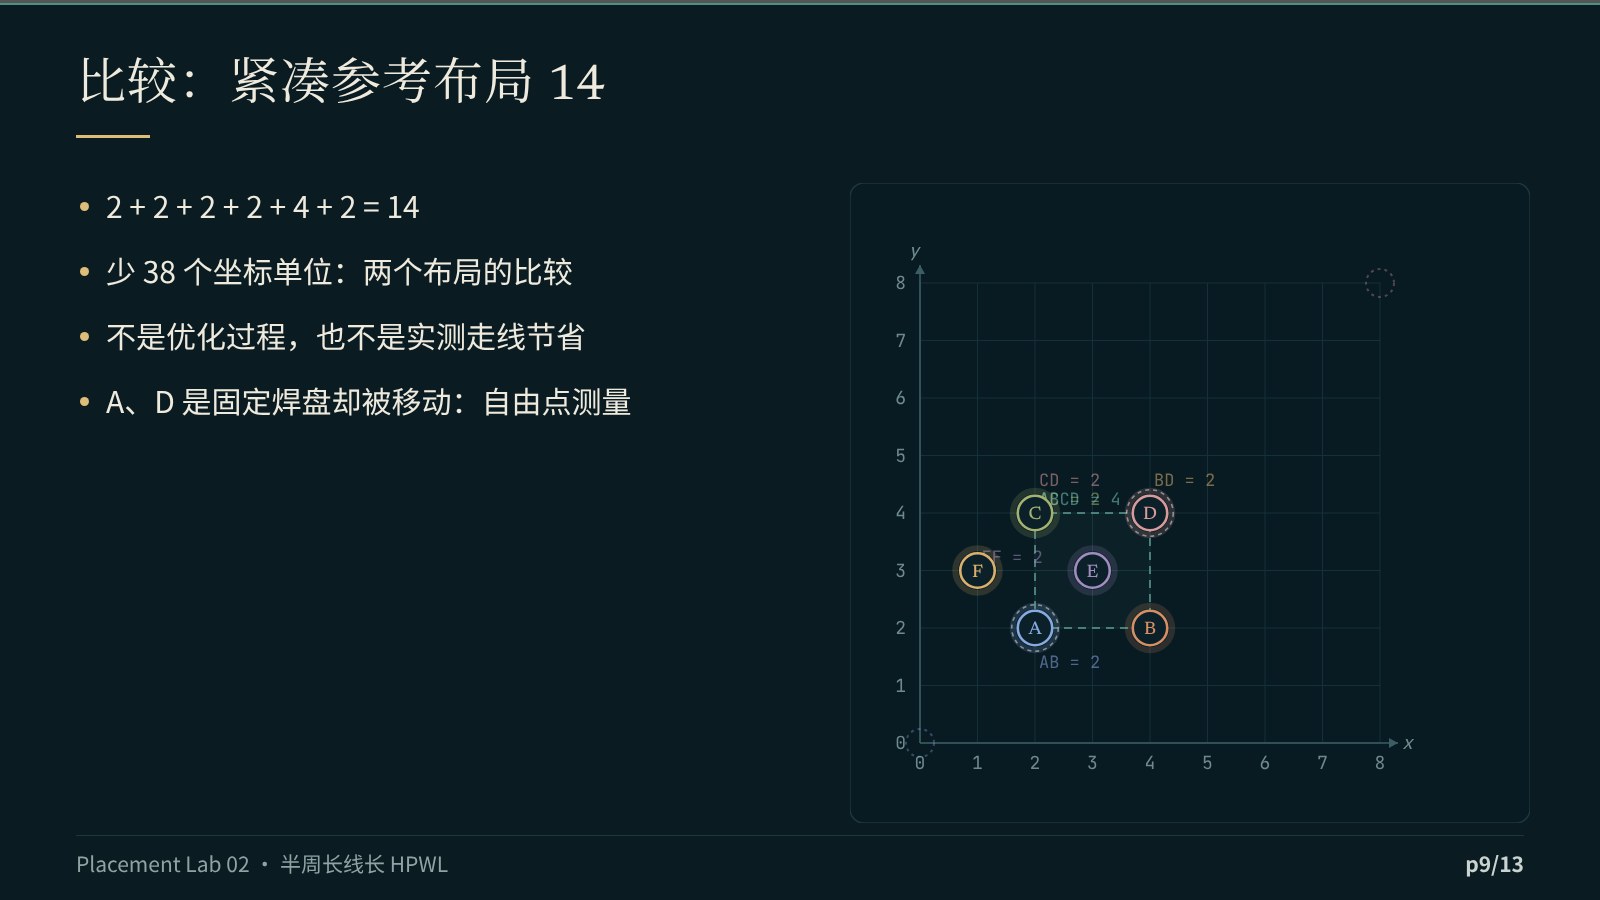 比较：紧凑参考布局 14
2 + 2 + 2 + 2 + 4 + 2 = 14
少 38 个坐标单位：两个布局的比较
不是优化过程，也不是实测走线节省
A、D 是固定焊盘却被移动：自由点测量
y
8
7
6
5
CD = 2
BD = 2
4
C
D
3
F
EF = 2
E
2
A
B
AB = 2
1
0
x
0 1 2 3 4 5 6 7 8
Placement Lab 02 · 半周长线长 HPWL
p9/13